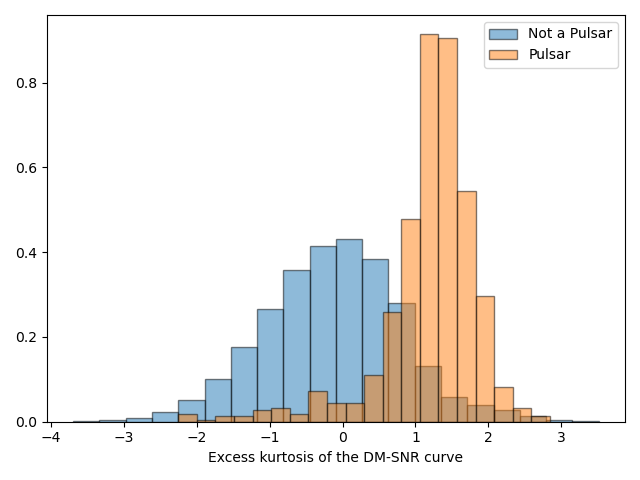 Not a Pulsar
Pulsar
0.8
0.6
0.4
0.2
0.0
−4 −3 −2 −1 0 1 2 3
Excess kurtosis of the DM-SNR curve